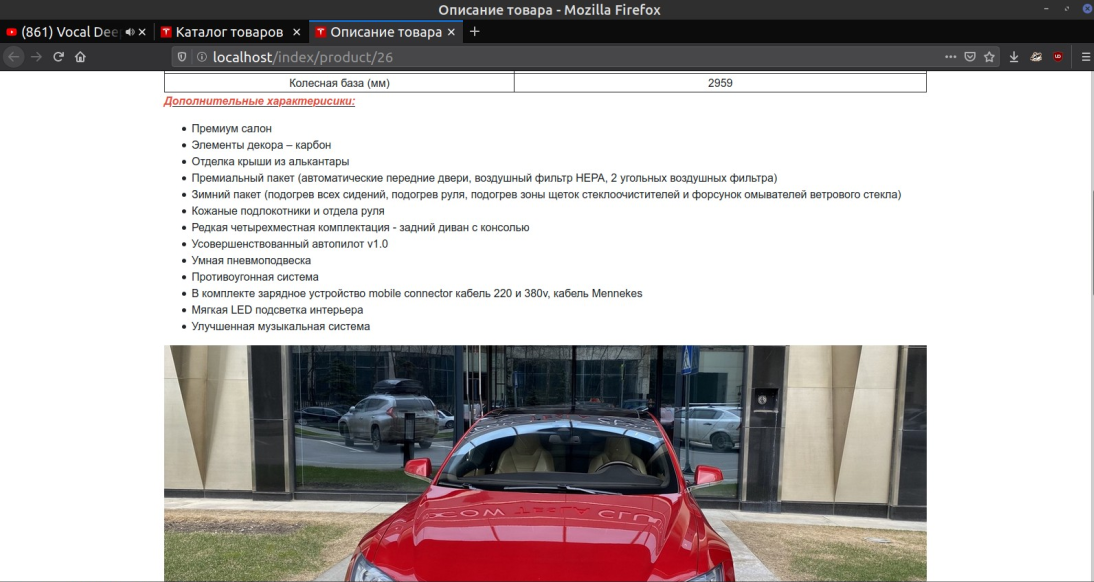 Описание товара - Mozilla Firefox
(861) Vocal Dee
Каталог товаров
Описание товара
localhost/index/product/26
Колесная база (мм) 2959
Дополнительные характерисики:
Премиум салон
Элементы декора – карбон
Отделка крыши из алькантары
Премиальный пакет (автоматические передние двери, воздушный фильтр HEPA, 2 угольных воздушных фильтра)
Зимний пакет (подогрев всех сидений, подогрев руля, подогрев зоны щеток стеклоочистителей и форсунок омывателей ветрового стекла)
Кожаные подлокотники и отдела руля
Редкая четырехместная комплектация - задний диван с консолью
Усовершенствованный автопилот v1.0
Умная пневмоподвеска
Противоугонная система
В комплекте зарядное устройство mobile connector кабель 220 и 380v, кабель Mennekes
Мягкая LED подсветка интерьера
Улучшенная музыкальная система